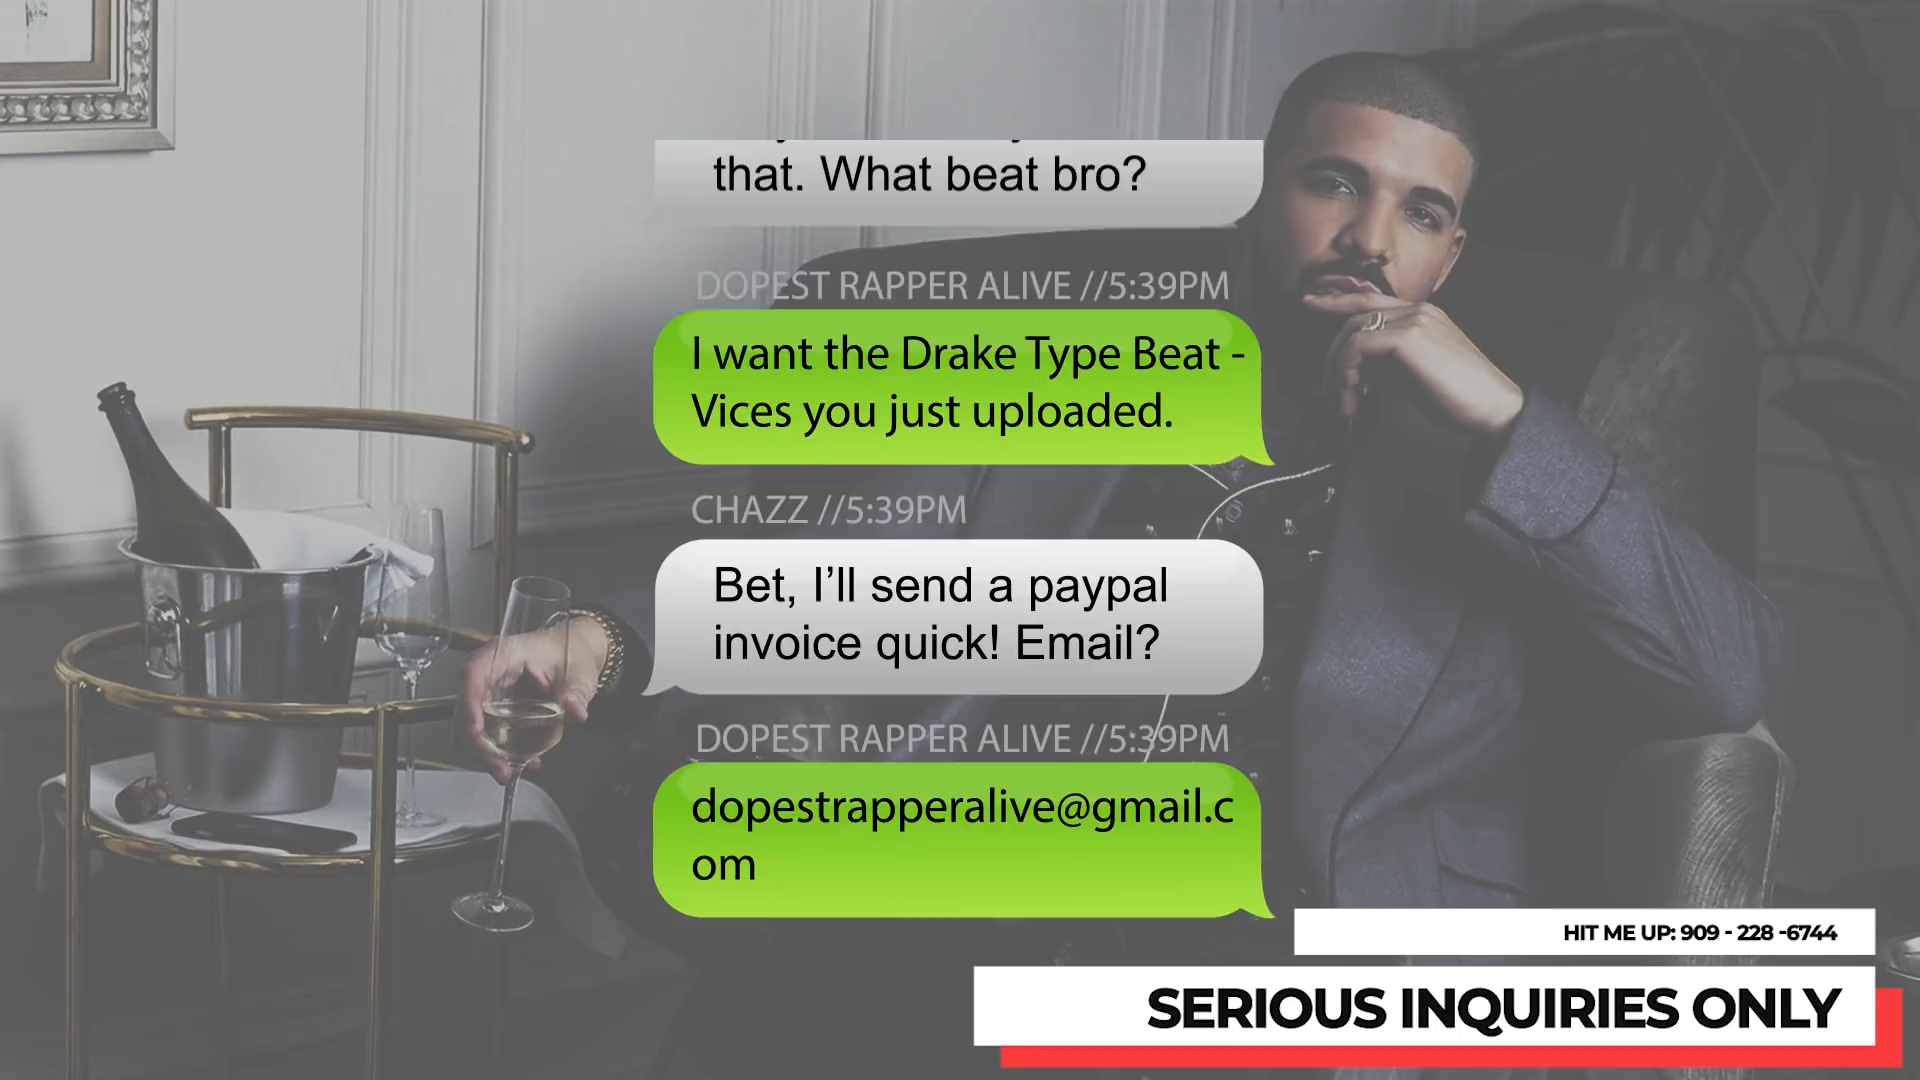 that. What beat bro?
DOPEST RAPPER ALIVE //5:39PM
I want the Drake Type Beat -
Vices you just uploaded.
CHAZZ //5:39PM
Bet, I’ll send a paypal
invoice quick! Email?
DOPEST RAPPER ALIVE //5:39PM
dopestrapperalive@gmail.c
om
HIT ME UP: 909 - 228 -6744
SERIOUS INQUIRIES ONLY